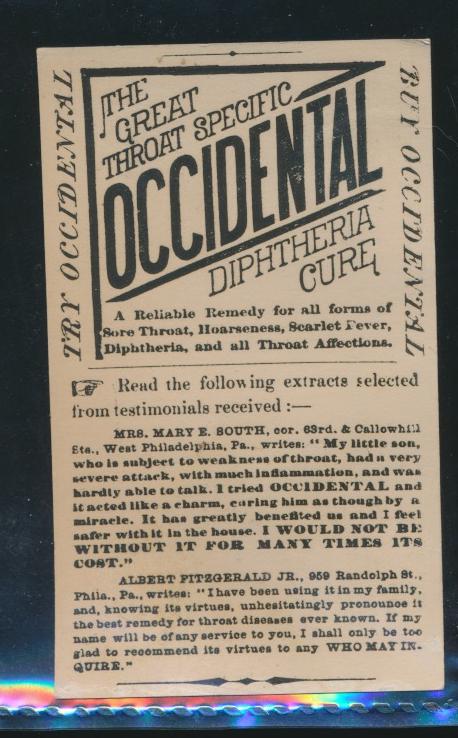 TRY OCCIDENTAL
THE
GREAT
THROAT SPECIFIC
OCCIDENTAL
DIPHTHERIA
CURE
BUY OCCIDENTAL
A Reliable Remedy for all forms of
Sore Throat, Hoarseness, Scarlet Fever,
Diphtheria, and all Throat Affections.
Read the following extracts selected
from testimonials received :—
MRS. MARY E. SOUTH, cor. 63rd. & Callowhill
Sts., West Philadelphia, Pa., writes: "My little son,
who is subject to weakness of throat, had a very
severe attack, with much inflammation, and was
hardly able to talk. I tried OCCIDENTAL and
it acted like a charm, curing him as though by a
miracle. It has greatly benefited us and I feel
safer with it in the house. I WOULD NOT BE
WITHOUT IT FOR MANY TIMES ITS
COST."
ALBERT FITZGERALD JR., 959 Randolph St.,
Phila., Pa., writes: "I have been using it in my family,
and, knowing its virtues, unhesitatingly pronounce it
the best remedy for throat diseases ever known. If my
name will be of any service to you, I shall only be too
glad to recommend its virtues to any WHO MAY IN-
QUIRE."